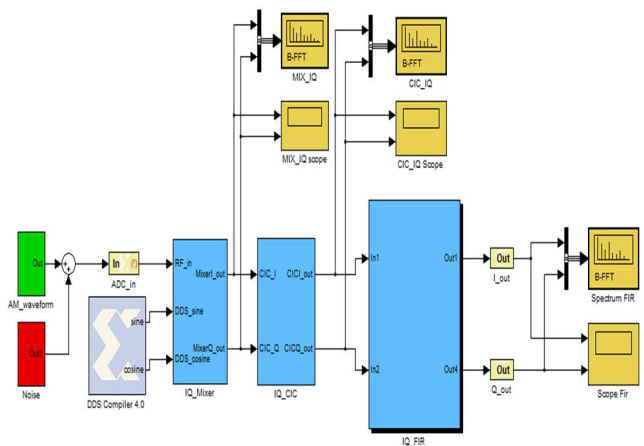 B-FFT
MIX_IQ
B-FFT
CIC_IQ
MIX_IQ scope
CIC_IQ Scope
Out
AM_waveform
In
ADC_in
RF_in
DDS_sine
DDS_cosine
MixerI_out
MixerQ_out
IQ_Mixer
CIC_I
CIC_Q
CICI_out
CICQ_out
IQ_CIC
In1
In2
Out1
Out4
IQ_FIR
Out
I_out
Out
Q_out
B-FFT
Spectrum FIR
Scope Fir
Out1
Noise
sine
cosine
DDS Compiler 4.0